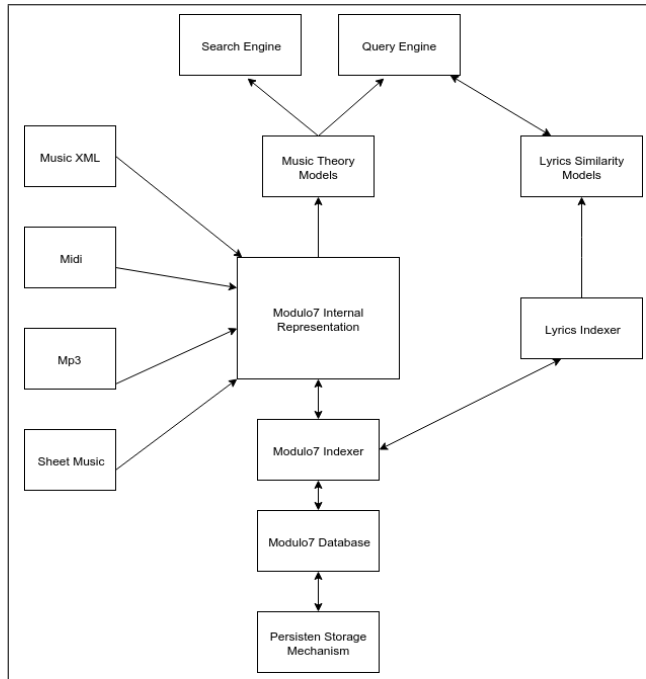 Search Engine
Query Engine
Music XML
Music Theory
Models
Lyrics Similarity
Models
Midi
Modulo7 Internal
Representation
Lyrics Indexer
Mp3
Sheet Music
Modulo7 Indexer
Modulo7 Database
Persisten Storage
Mechanism